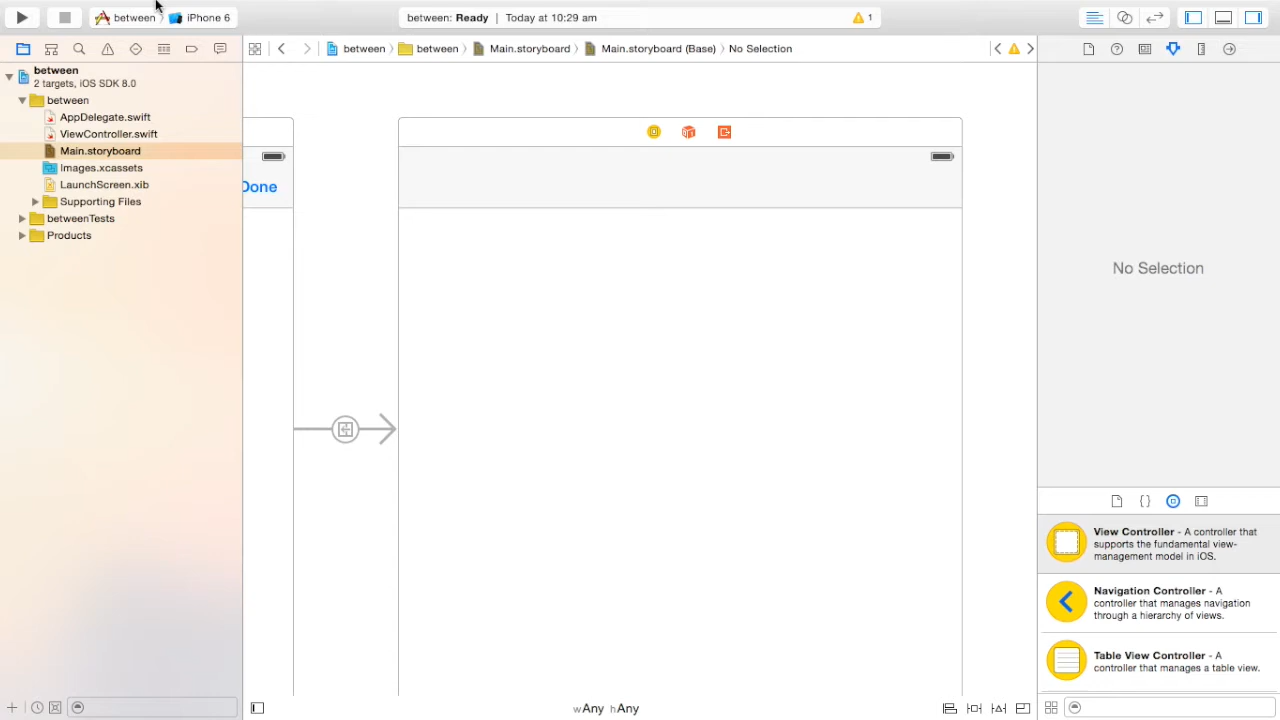 between
iPhone 6
between: Ready | Today at 10:29 am
1
between
between
Main.storyboard
Main.storyboard (Base)
No Selection
between
2 targets, iOS SDK 8.0
between
AppDelegate.swift
ViewController.swift
Main.storyboard
Images.xcassets
LaunchScreen.xib
Supporting Files
betweenTests
Products
Done
No Selection
View Controller - A controller that
supports the fundamental view-
management model in iOS.
Navigation Controller - A
controller that manages navigation
through a hierarchy of views.
Table View Controller - A
controller that manages a table view.
wAny hAny